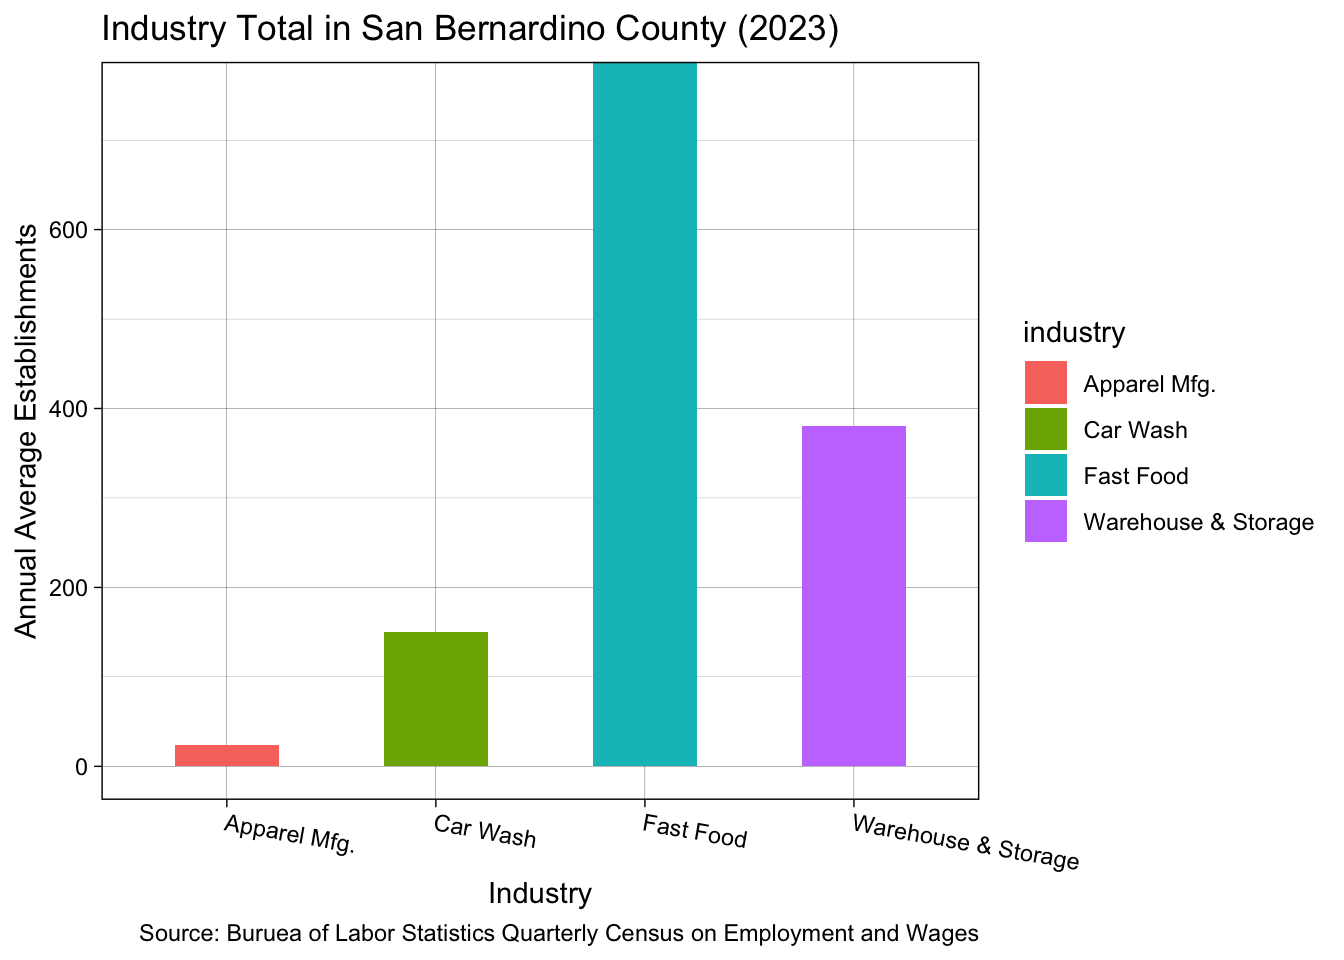 Industry Total in San Bernardino County (2023)
Annual Average Establishments
600
400
200
0
Apparel Mfg.
Car Wash
Fast Food
Warehouse & Storage
Industry
industry
Apparel Mfg.
Car Wash
Fast Food
Warehouse & Storage
Source: Buruea of Labor Statistics Quarterly Census on Employment and Wages